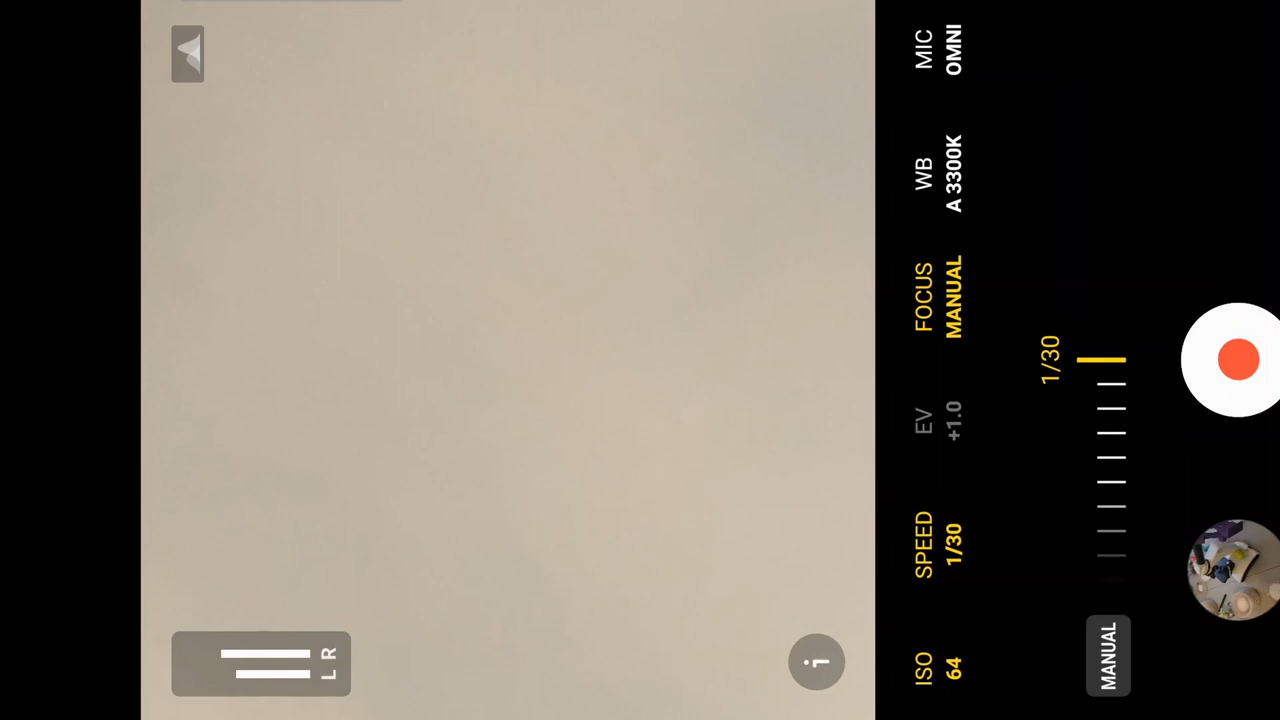 ISO
64
SPEED
1/30
EV
+1.0
FOCUS
MANUAL
WB
A 3300K
MIC
OMNI
1/30
MANUAL
L
R
i